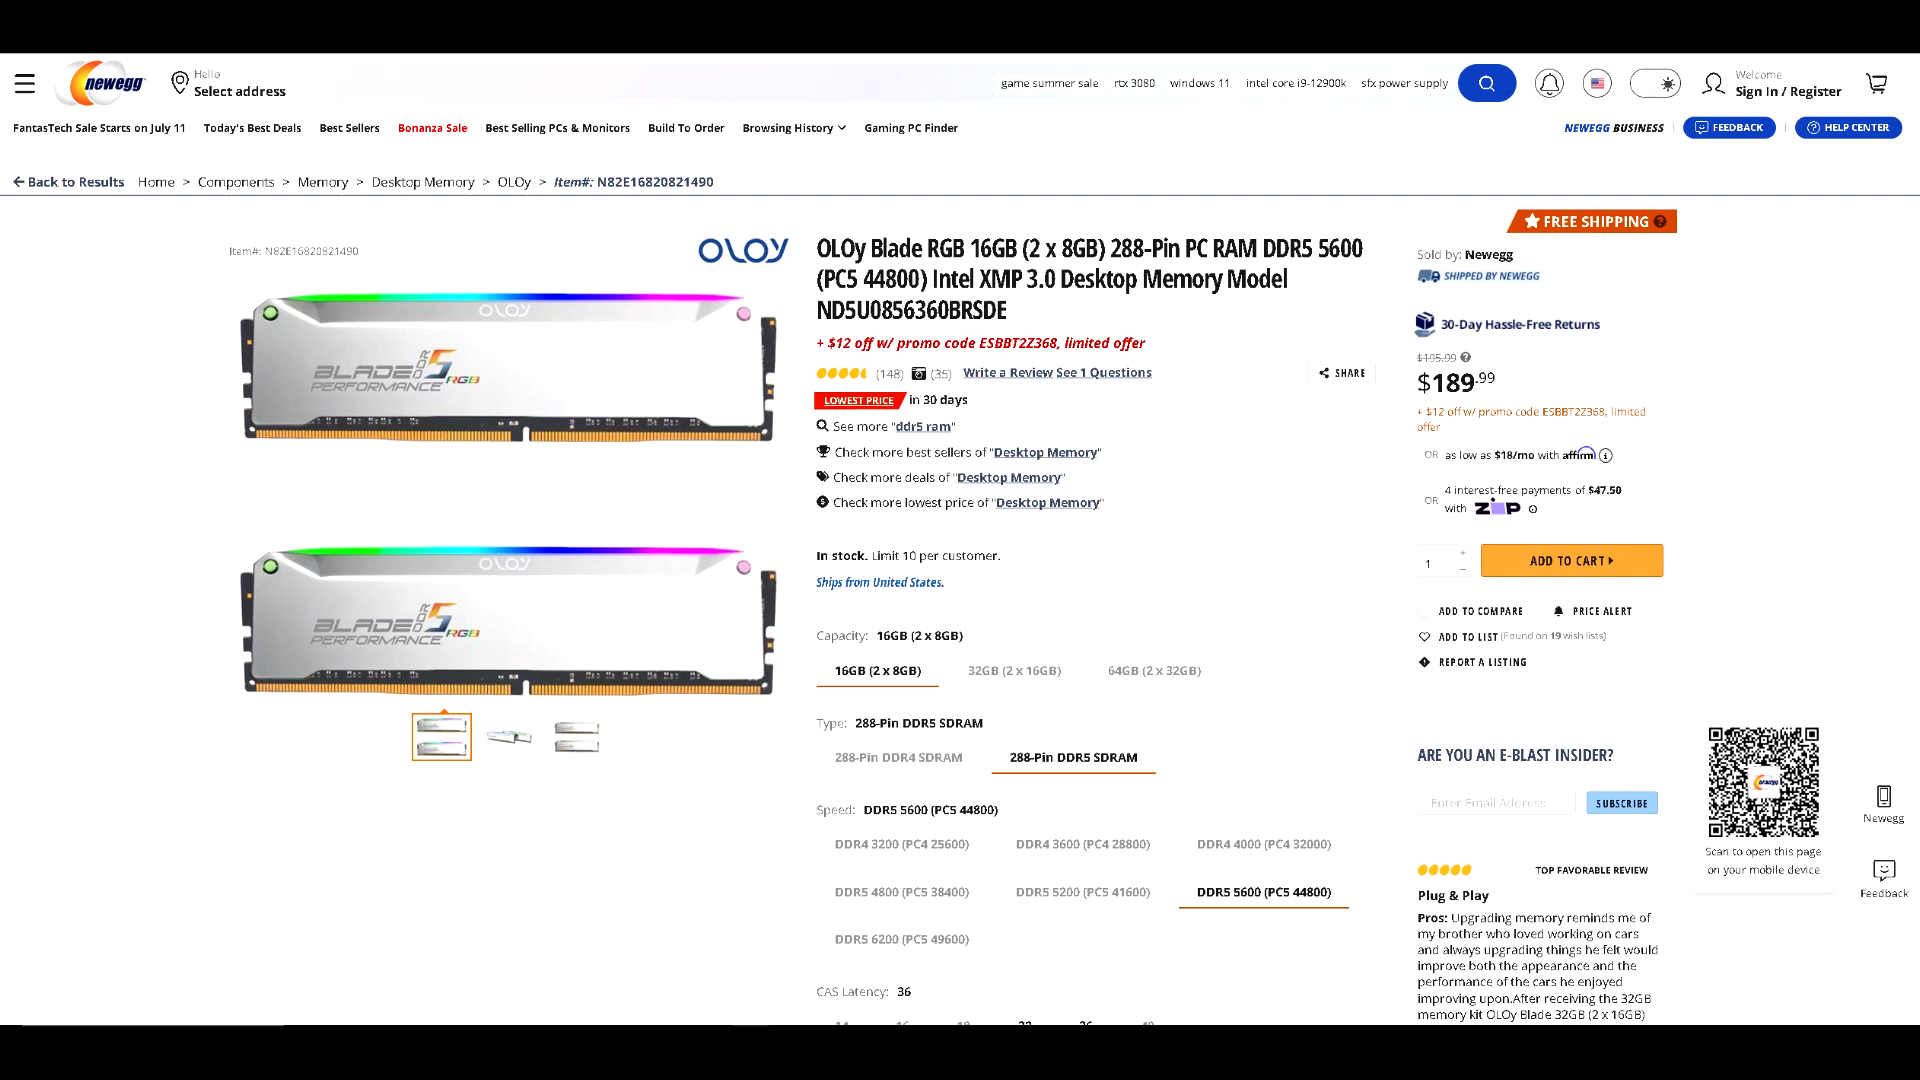 newegg
Hello
Select address
game summer sale
rtx 3080
windows 11
intel core i9-12900k
sfx power supply
Welcome
Sign In / Register
FantasTech Sale Starts on July 11
Today's Best Deals
Best Sellers
Bonanza Sale
Best Selling PCs & Monitors
Build To Order
Browsing History
Gaming PC Finder
NEWEGG BUSINESS
FEEDBACK
HELP CENTER
Back to Results
Home > Components > Memory > Desktop Memory > OLOy > Item#: N82E16820821490
Item#: N82E16820821490
OLOY
OLOY
BLADE DDR5 RGB
PERFORMANCE
OLOY
BLADE DDR5 RGB
PERFORMANCE
OLOy Blade RGB 16GB (2 x 8GB) 288-Pin PC RAM DDR5 5600
(PC5 44800) Intel XMP 3.0 Desktop Memory Model
ND5U0856360BRSDE
+ $12 off w/ promo code ESBBT2Z368, limited offer
(148)
(35)
Write a Review
See 1 Questions
SHARE
LOWEST PRICE in 30 days
See more "ddr5 ram"
Check more best sellers of "Desktop Memory"
Check more deals of "Desktop Memory"
Check more lowest price of "Desktop Memory"
In stock. Limit 10 per customer.
Ships from United States.
Capacity: 16GB (2 x 8GB)
16GB (2 x 8GB)
32GB (2 x 16GB)
64GB (2 x 32GB)
Type: 288-Pin DDR5 SDRAM
288-Pin DDR4 SDRAM
288-Pin DDR5 SDRAM
Speed: DDR5 5600 (PC5 44800)
DDR4 3200 (PC4 25600)
DDR4 3600 (PC4 28800)
DDR4 4000 (PC4 32000)
DDR5 4800 (PC5 38400)
DDR5 5200 (PC5 41600)
DDR5 5600 (PC5 44800)
DDR5 6200 (PC5 49600)
CAS Latency: 36
FREE SHIPPING
Sold by: Newegg
SHIPPED BY NEWEGG
30-Day Hassle-Free Returns
$195.99
$189.99
+ $12 off w/ promo code ESBBT2Z368, limited
offer
OR as low as $18/mo with affirm
OR 4 interest-free payments of $47.50
with zip
1
+
−
ADD TO CART
ADD TO COMPARE
PRICE ALERT
ADD TO LIST (Found on 19 wish lists)
REPORT A LISTING
ARE YOU AN E-BLAST INSIDER?
Enter Email Address
SUBSCRIBE
TOP FAVORABLE REVIEW
Plug & Play
Pros: Upgrading memory reminds me of
my brother who loved working on cars
and always upgrading things he felt would
improve both the appearance and the
performance of the cars he enjoyed
improving upon.After receiving the 32GB
memory kit OLOy Blade 32GB (2 x 16GB)
newegg
Scan to open this page
on your mobile device
Newegg
Feedback